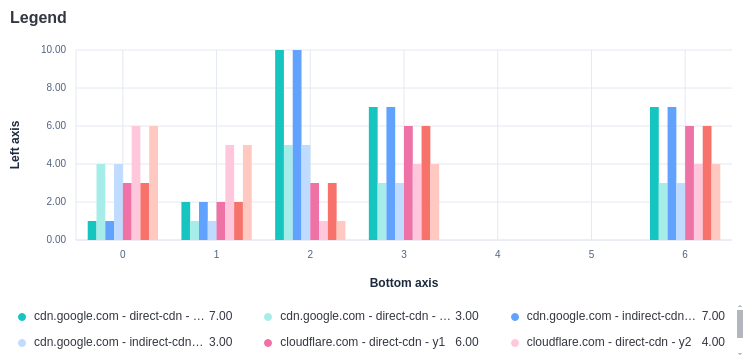 Legend
10.00
8.00
6.00
4.00
2.00
0.00
Left axis
0 1 2 3 4 5 6
Bottom axis
cdn.google.com - direct-cdn - … 7.00 cdn.google.com - direct-cdn - … 3.00 cdn.google.com - indirect-cdn… 7.00
cdn.google.com - indirect-cdn… 3.00 cloudflare.com - direct-cdn - y1 6.00 cloudflare.com - direct-cdn - y2 4.00